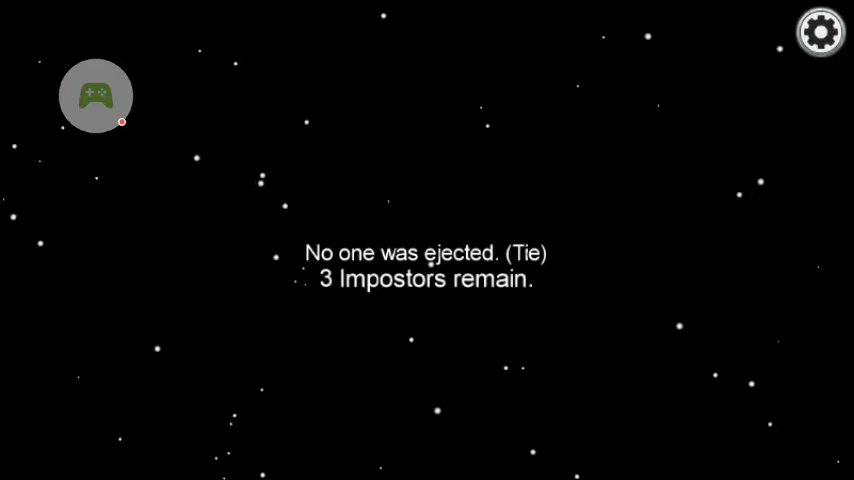 No one was ejected. (Tie)
3 Impostors remain.